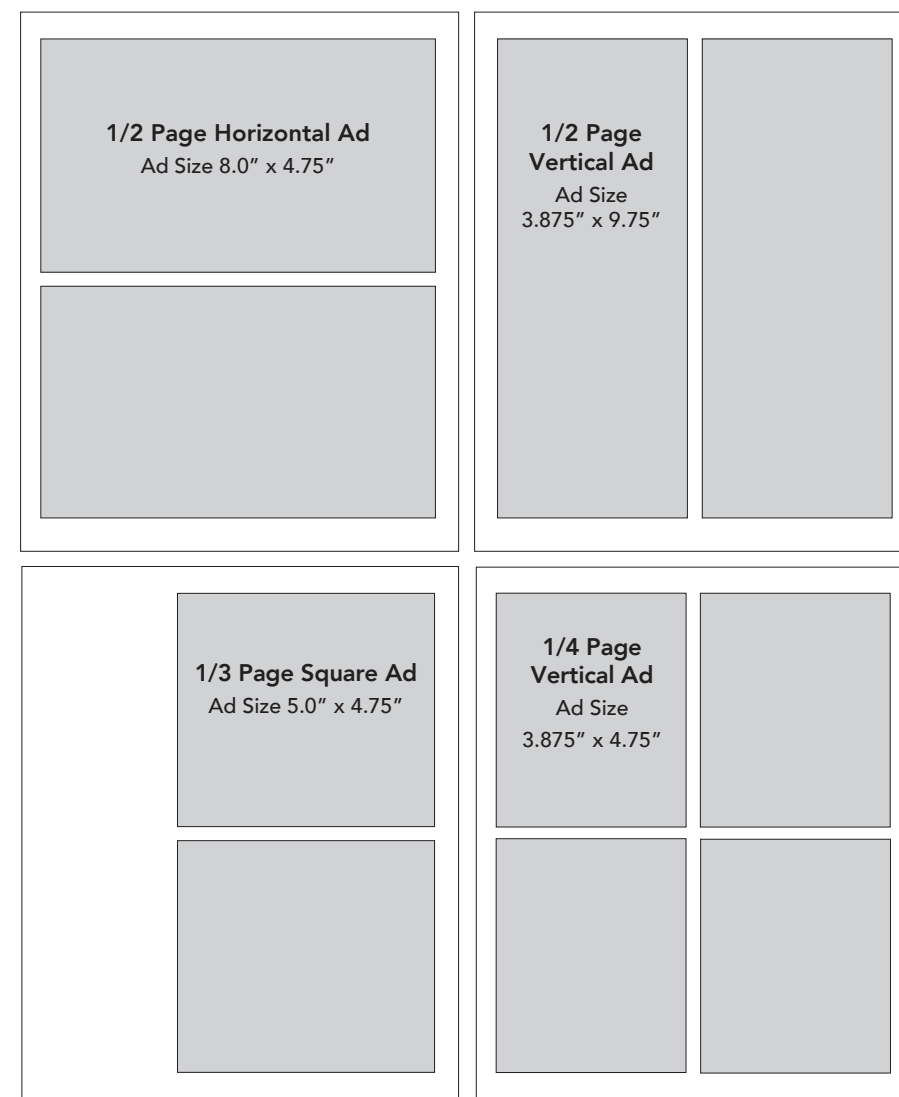 1/2 Page Horizontal Ad
Ad Size 8.0″ x 4.75″
1/2 Page
Vertical Ad
Ad Size
3.875″ x 9.75″
1/3 Page Square Ad
Ad Size 5.0″ x 4.75″
1/4 Page
Vertical Ad
Ad Size
3.875″ x 4.75″